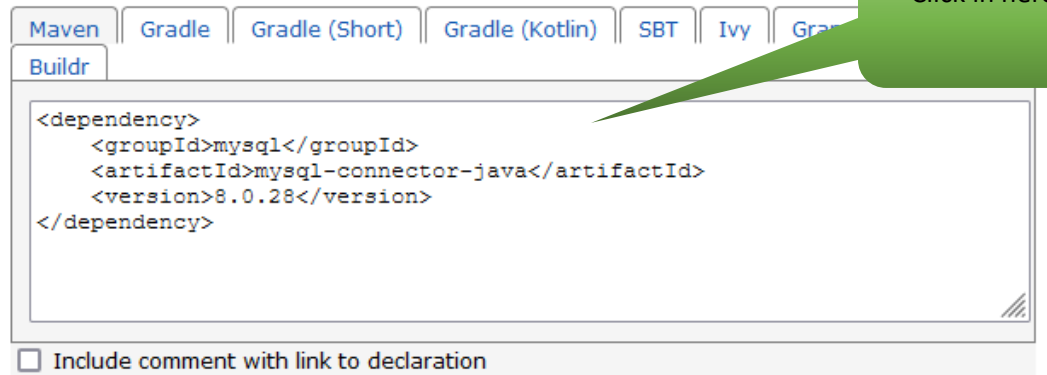 Maven Gradle Gradle (Short) Gradle (Kotlin) SBT Ivy
Buildr
<dependency>
    <groupId>mysql</groupId>
    <artifactId>mysql-connector-java</artifactId>
    <version>8.0.28</version>
</dependency>
Include comment with link to declaration